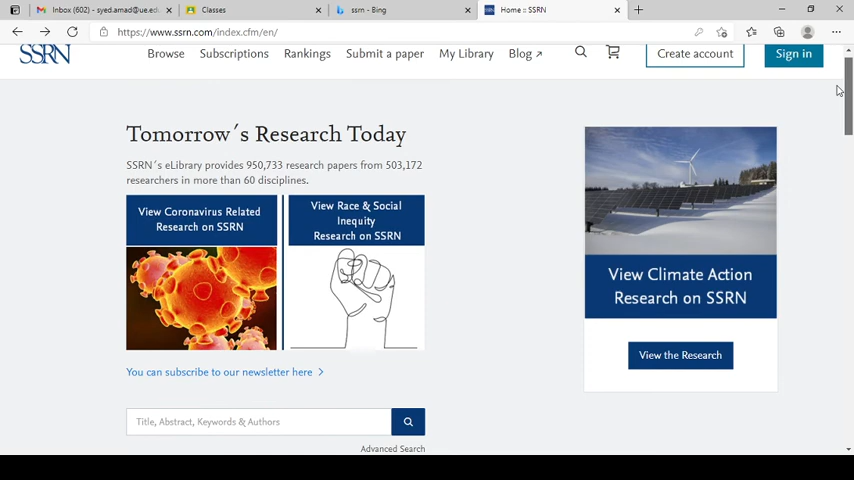 Inbox (602) - syed.amad@ue.edu.
Classes
ssrn - Bing
Home :: SSRN
https://www.ssrn.com/index.cfm/en/
SSRN
Browse Subscriptions Rankings Submit a paper My Library Blog ↗ Create account Sign in
Tomorrow´s Research Today
SSRN´s eLibrary provides 950,733 research papers from 503,172
researchers in more than 60 disciplines.
View Coronavirus Related
Research on SSRN
View Race & Social
Inequity
Research on SSRN
View Climate Action
Research on SSRN
View the Research
You can subscribe to our newsletter here
Title, Abstract, Keywords & Authors
Advanced Search